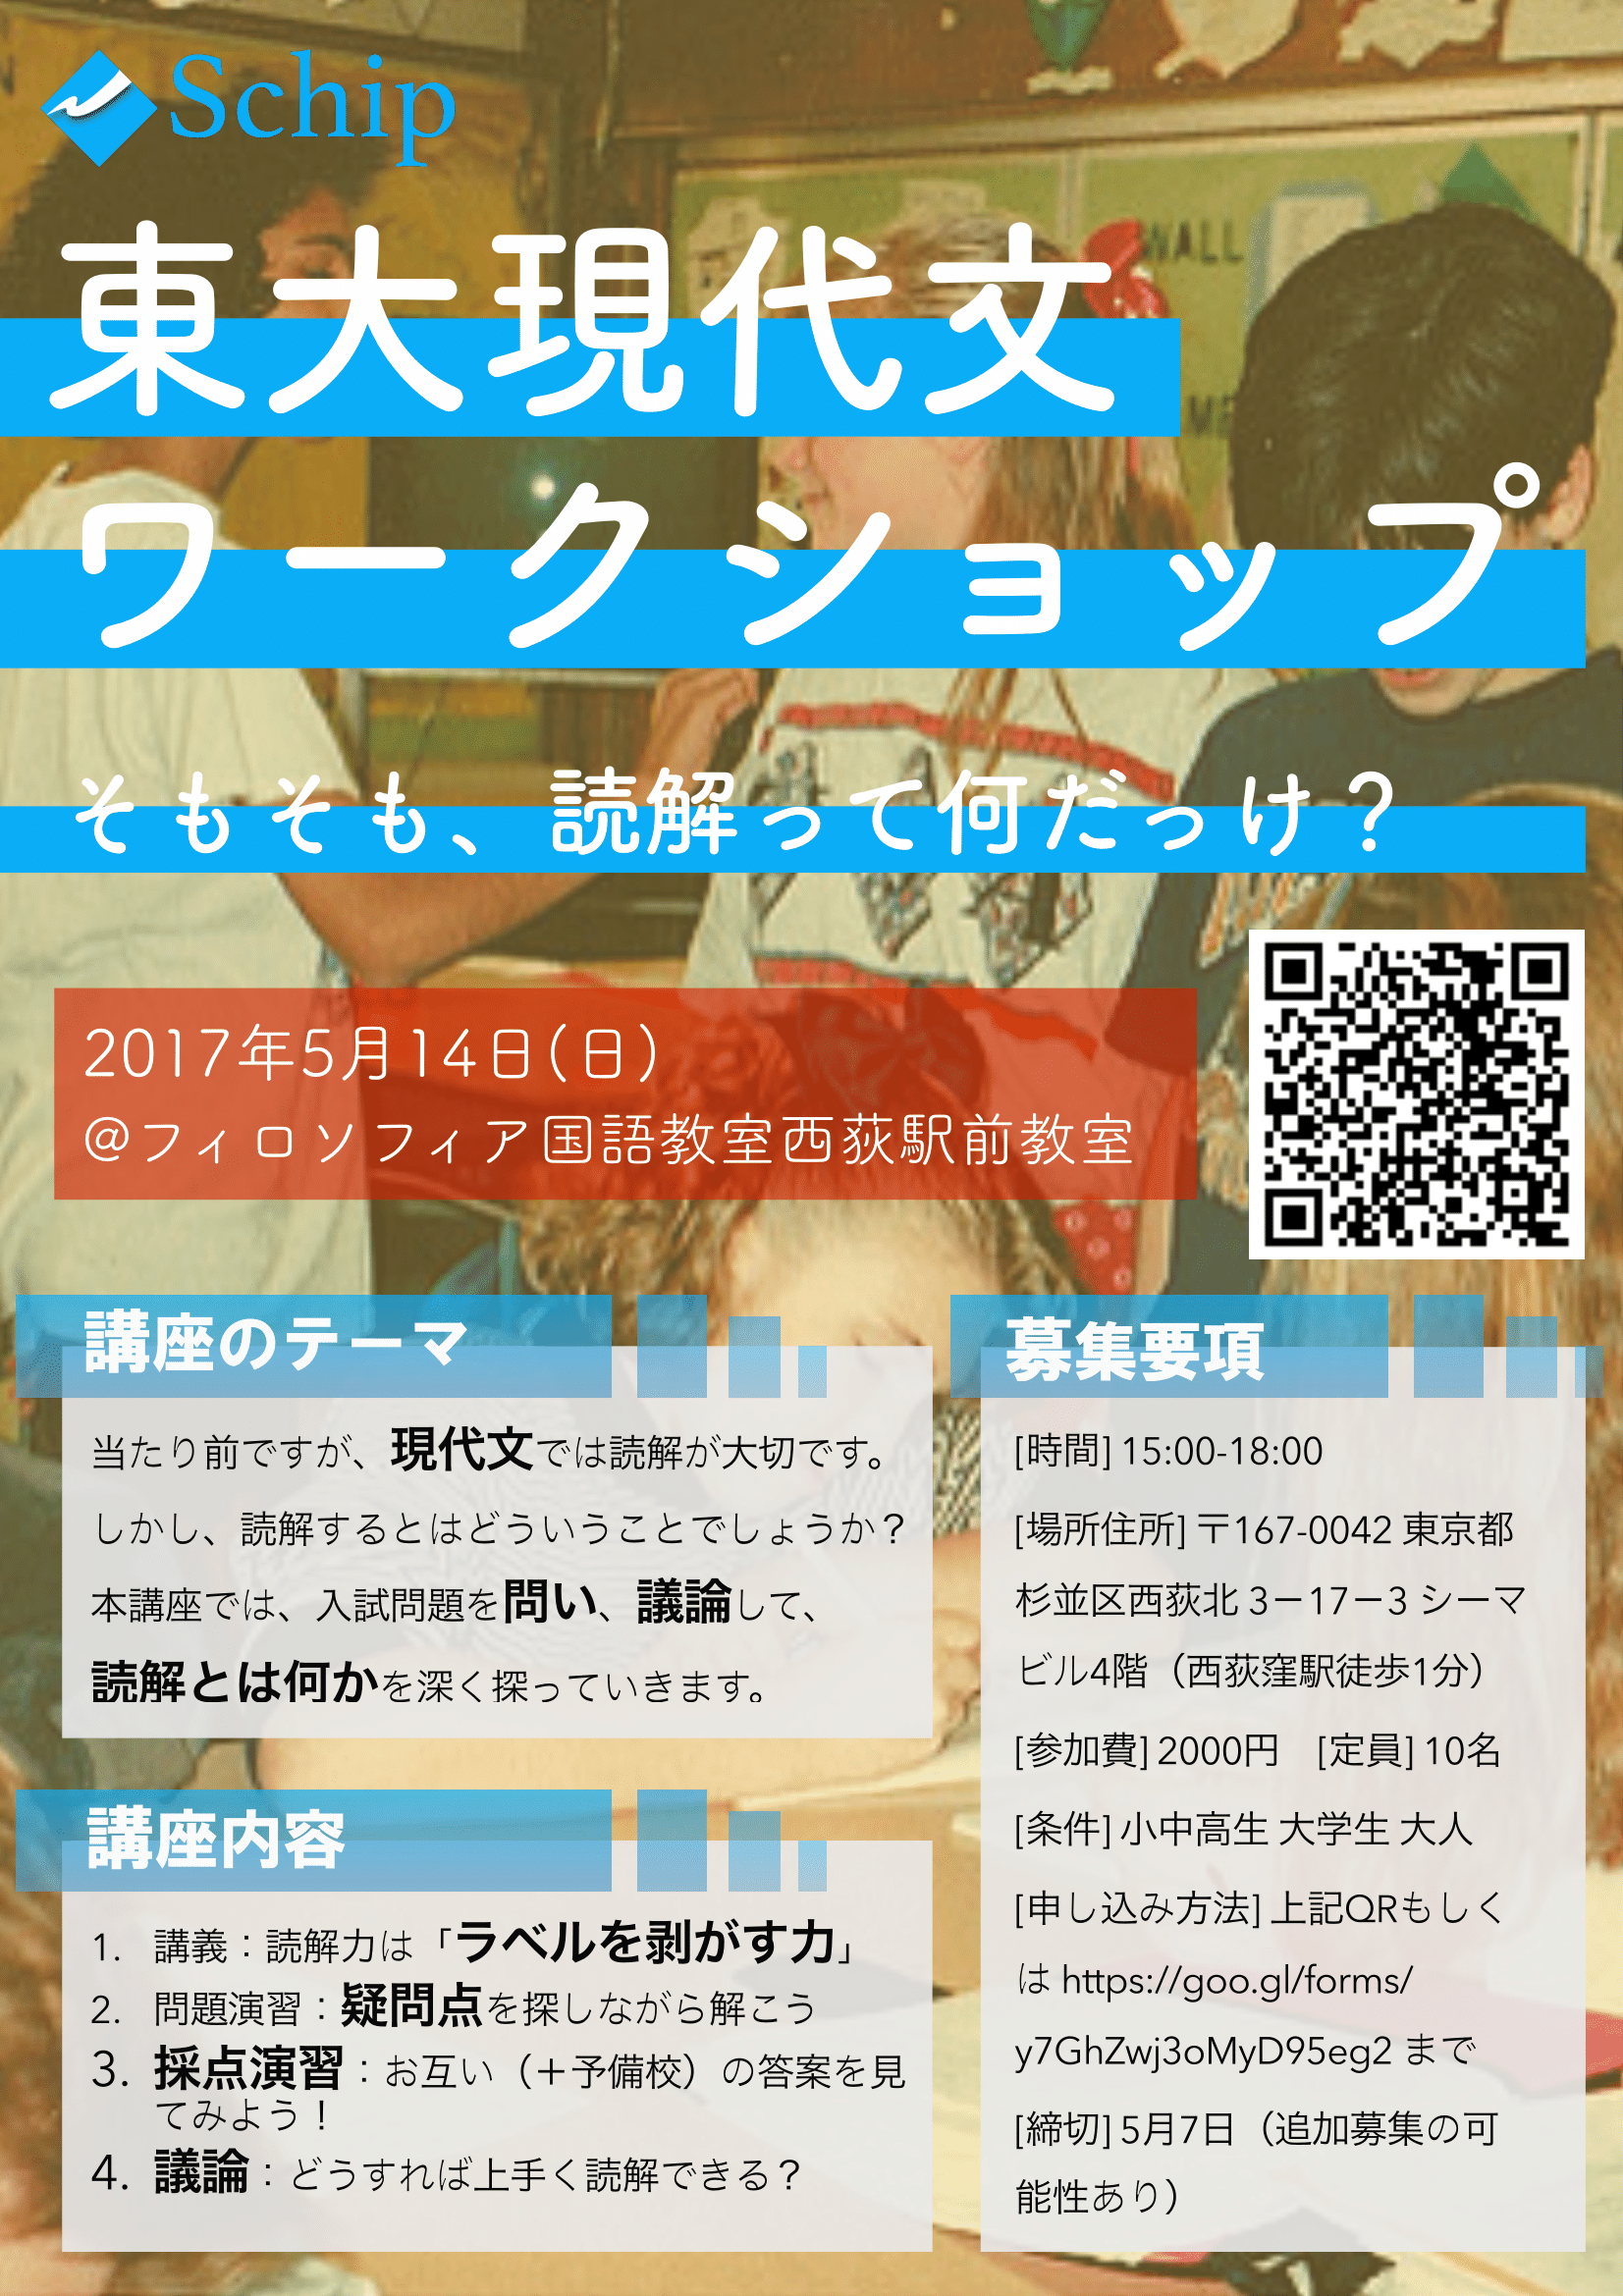 Schip
東大現代文
ワークショップ
そもそも、読解って何だっけ？
2017年5月14日(日)
@フィロソフィア国語教室西荻駅前教室
講座のテーマ
当たり前ですが、現代文では読解が大切です。
しかし、読解するとはどういうことでしょうか？
本講座では、入試問題を問い、議論して、
読解とは何かを深く探っていきます。
講座内容
1. 講義：読解力は「ラベルを剥がす力」
2. 問題演習：疑問点を探しながら解こう
3. 採点演習：お互い（＋予備校）の答案を見
てみよう！
4. 議論：どうすれば上手く読解できる？
募集要項
[時間] 15:00-18:00
[場所住所] 〒167-0042 東京都
杉並区西荻北 3ー17ー3 シーマ
ビル4階（西荻窪駅徒歩1分）
[参加費] 2000円　[定員] 10名
[条件] 小中高生 大学生 大人
[申し込み方法] 上記QRもしく
は https://goo.gl/forms/
y7GhZwj3oMyD95eg2 まで
[締切] 5月7日（追加募集の可
能性あり）
WALL